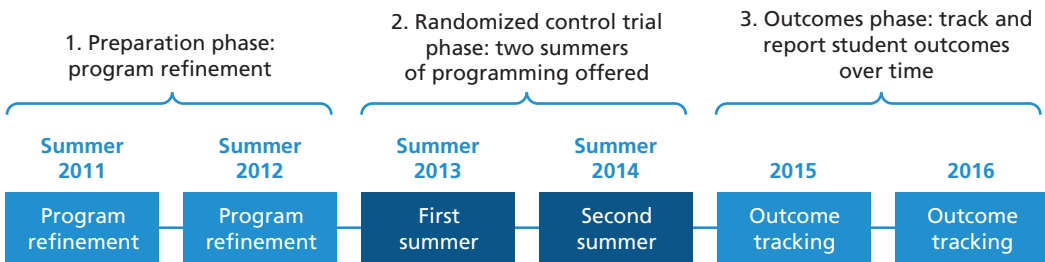 1. Preparation phase:
program refinement
2. Randomized control trial
phase: two summers
of programming offered
3. Outcomes phase: track and
report student outcomes
over time
Summer
2011
Summer
2012
Summer
2013
Summer
2014
2015
2016
Program
refinement
Program
refinement
First
summer
Second
summer
Outcome
tracking
Outcome
tracking